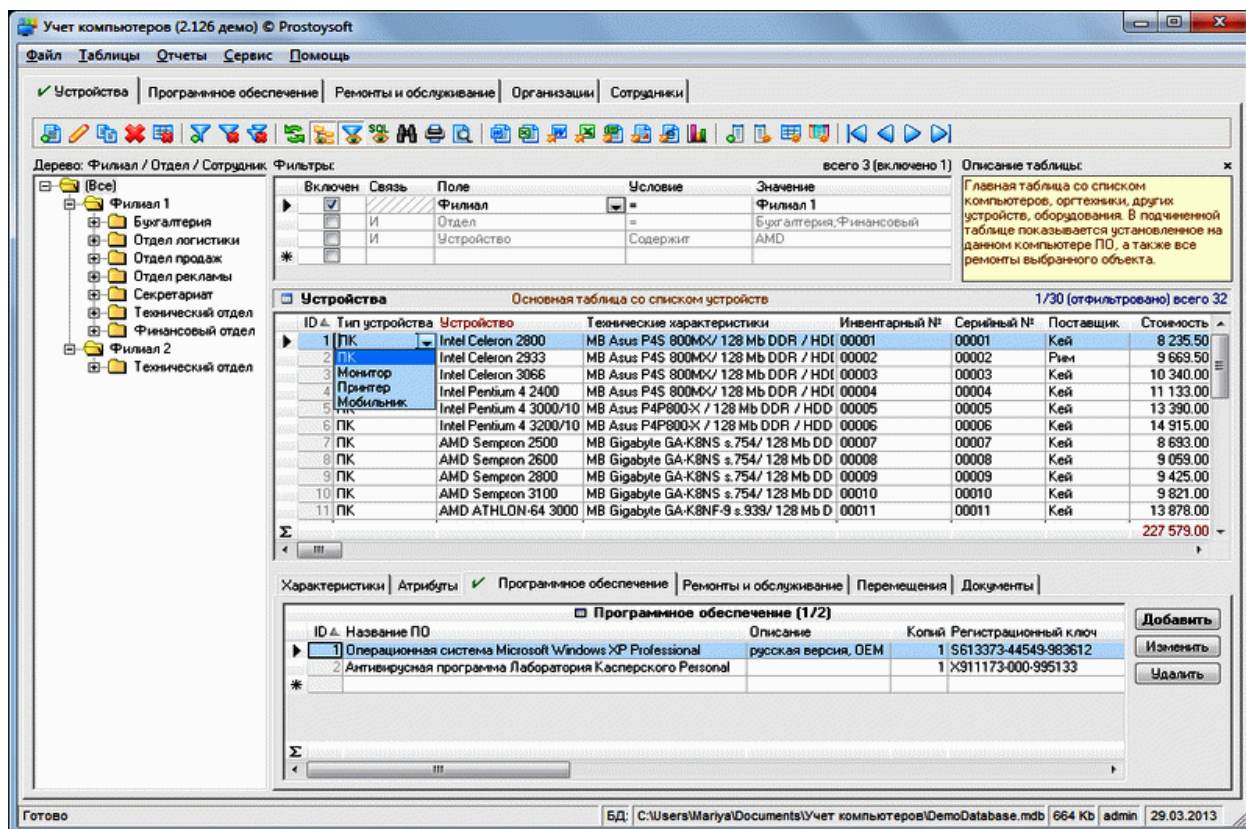 Учет компьютеров (2.126 демо) © Prostoysoft
Файл Таблицы Отчеты Сервис Помощь
Устройства Программное обеспечение Ремонты и обслуживание Организации Сотрудники
SQL
Дерево: Филиал / Отдел / Сотрудник
(Все)
Филиал 1
Бухгалтерия
Отдел логистики
Отдел продаж
Отдел рекламы
Секретариат
Технический отдел
Финансовый отдел
Филиал 2
Технический отдел
Фильтры: всего 3 (включено 1)
Включен Связь Поле Условие Значение
Филиал = Филиал 1
И Отдел = Бухгалтерия,Финансовый
И Устройство Содержит AMD
Описание таблицы:
Главная таблица со списком
компьютеров, оргтехники, других
устройств, оборудования. В подчиненной
таблице показывается установленное на
данном компьютере ПО, а также все
ремонты выбранного объекта.
Устройства Основная таблица со списком устройств 1/30 (отфильтровано) всего 32
ID Тип устройства Устройство Технические характеристики Инвентарный № Серийный № Поставщик Стоимость
1 ПК Intel Celeron 2800 MB Asus P4S 800MX/ 128 Mb DDR / HDD 00001 00001 Кей 8 235.50
2 ПК Intel Celeron 2933 MB Asus P4S 800MX/ 128 Mb DDR / HDD 00002 00002 Рим 9 669.50
3 Монитор Intel Celeron 3066 MB Asus P4S 800MX/ 128 Mb DDR / HDD 00003 00003 Кей 10 340.00
4 Принтер Intel Pentium 4 2400 MB Asus P4S 800MX/ 128 Mb DDR / HDD 00004 00004 Кей 11 133.00
Мобильник
5 ПК Intel Pentium 4 3000/10 MB Asus P4P800-X / 128 Mb DDR / HDD 00005 00005 Кей 13 390.00
6 ПК Intel Pentium 4 3200/10 MB Asus P4P800-X / 128 Mb DDR / HDD 00006 00006 Кей 14 915.00
7 ПК AMD Sempron 2500 MB Gigabyte GA-K8NS s.754/ 128 Mb DD 00007 00007 Кей 8 693.00
8 ПК AMD Sempron 2600 MB Gigabyte GA-K8NS s.754/ 128 Mb DD 00008 00008 Кей 9 059.00
9 ПК AMD Sempron 2800 MB Gigabyte GA-K8NS s.754/ 128 Mb DD 00009 00009 Кей 9 425.00
10 ПК AMD Sempron 3100 MB Gigabyte GA-K8NS s.754/ 128 Mb DD 00010 00010 Кей 9 821.00
11 ПК AMD ATHLON-64 3000 MB Gigabyte GA-K8NF-9 s.939/ 128 Mb D 00011 00011 Кей 13 878.00
Σ 227 579.00
Характеристики Атрибуты Программное обеспечение Ремонты и обслуживание Перемещения Документы
Программное обеспечение (1/2)
ID Название ПО Описание Копий Регистрационный ключ
1 Операционная система Microsoft Windows XP Professional русская версия, OEM 1 S613373-44549-983612
2 Антивирусная программа Лаборатория Касперского Personal 1 X911173-000-995133
Σ
Добавить
Изменить
Удалить
Готово БД: C:\Users\Mariya\Documents\Учет компьютеров\DemoDatabase.mdb 664 Kb admin 29.03.2013